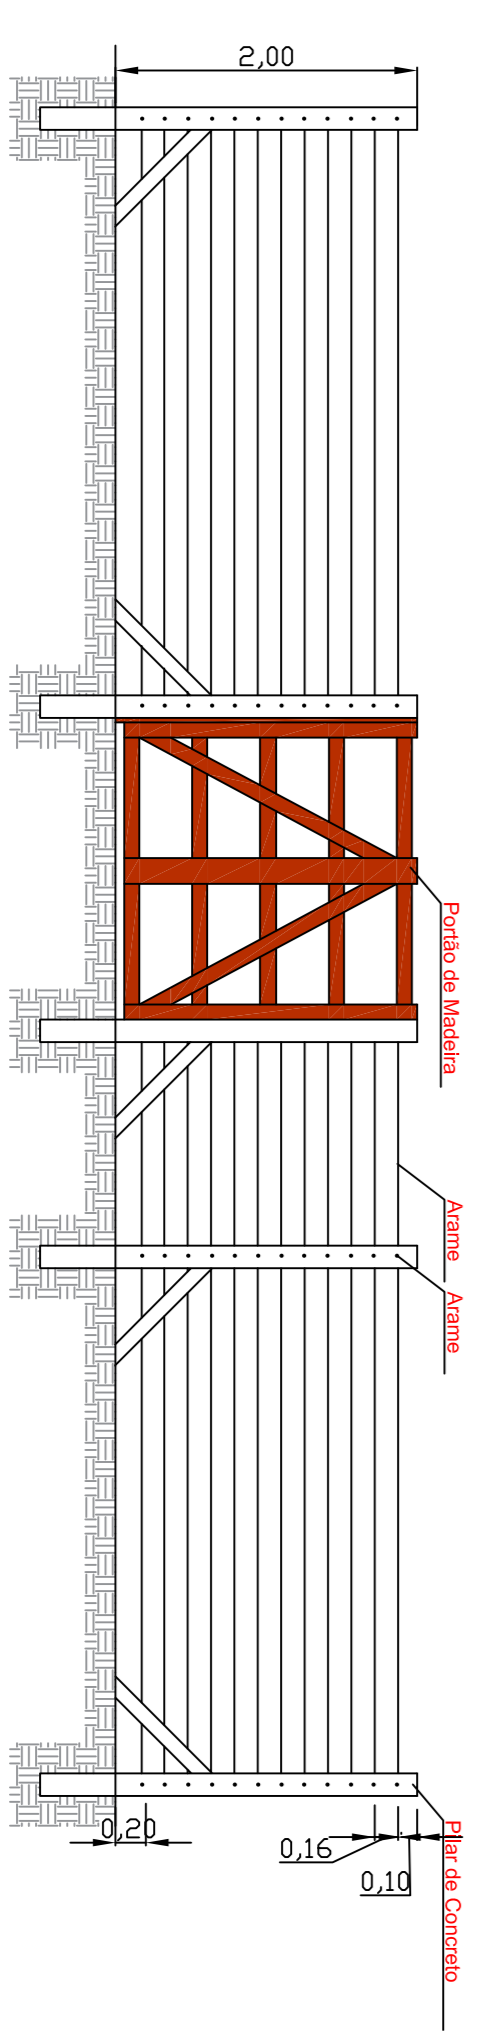 2,00
Portão de Madeira
Arame
Arame
Pilar de Concreto
0,20
0,16
0,10